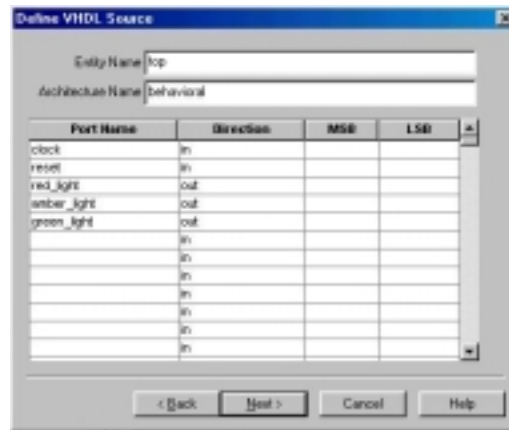 Define VHDL Source
Entity Name top
Architecture Name behavioral
Port Name Direction MSB LSB
clock in
reset in
red_light out
amber_light out
green_light out
in
in
in
in
in
in
in
< Back Next > Cancel Help